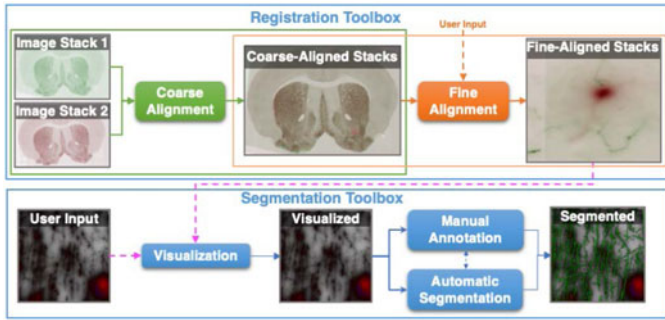 Registration Toolbox
Image Stack 1
Image Stack 2
Coarse
Alignment
Coarse-Aligned Stacks
User Input
Fine
Alignment
Fine-Aligned Stacks
Segmentation Toolbox
User Input
Visualization
Visualized
Manual
Annotation
Automatic
Segmentation
Segmented